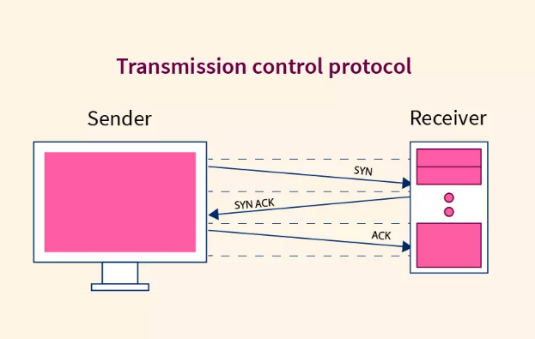 Transmission control protocol
Sender
Receiver
SYN
SYN ACK
ACK